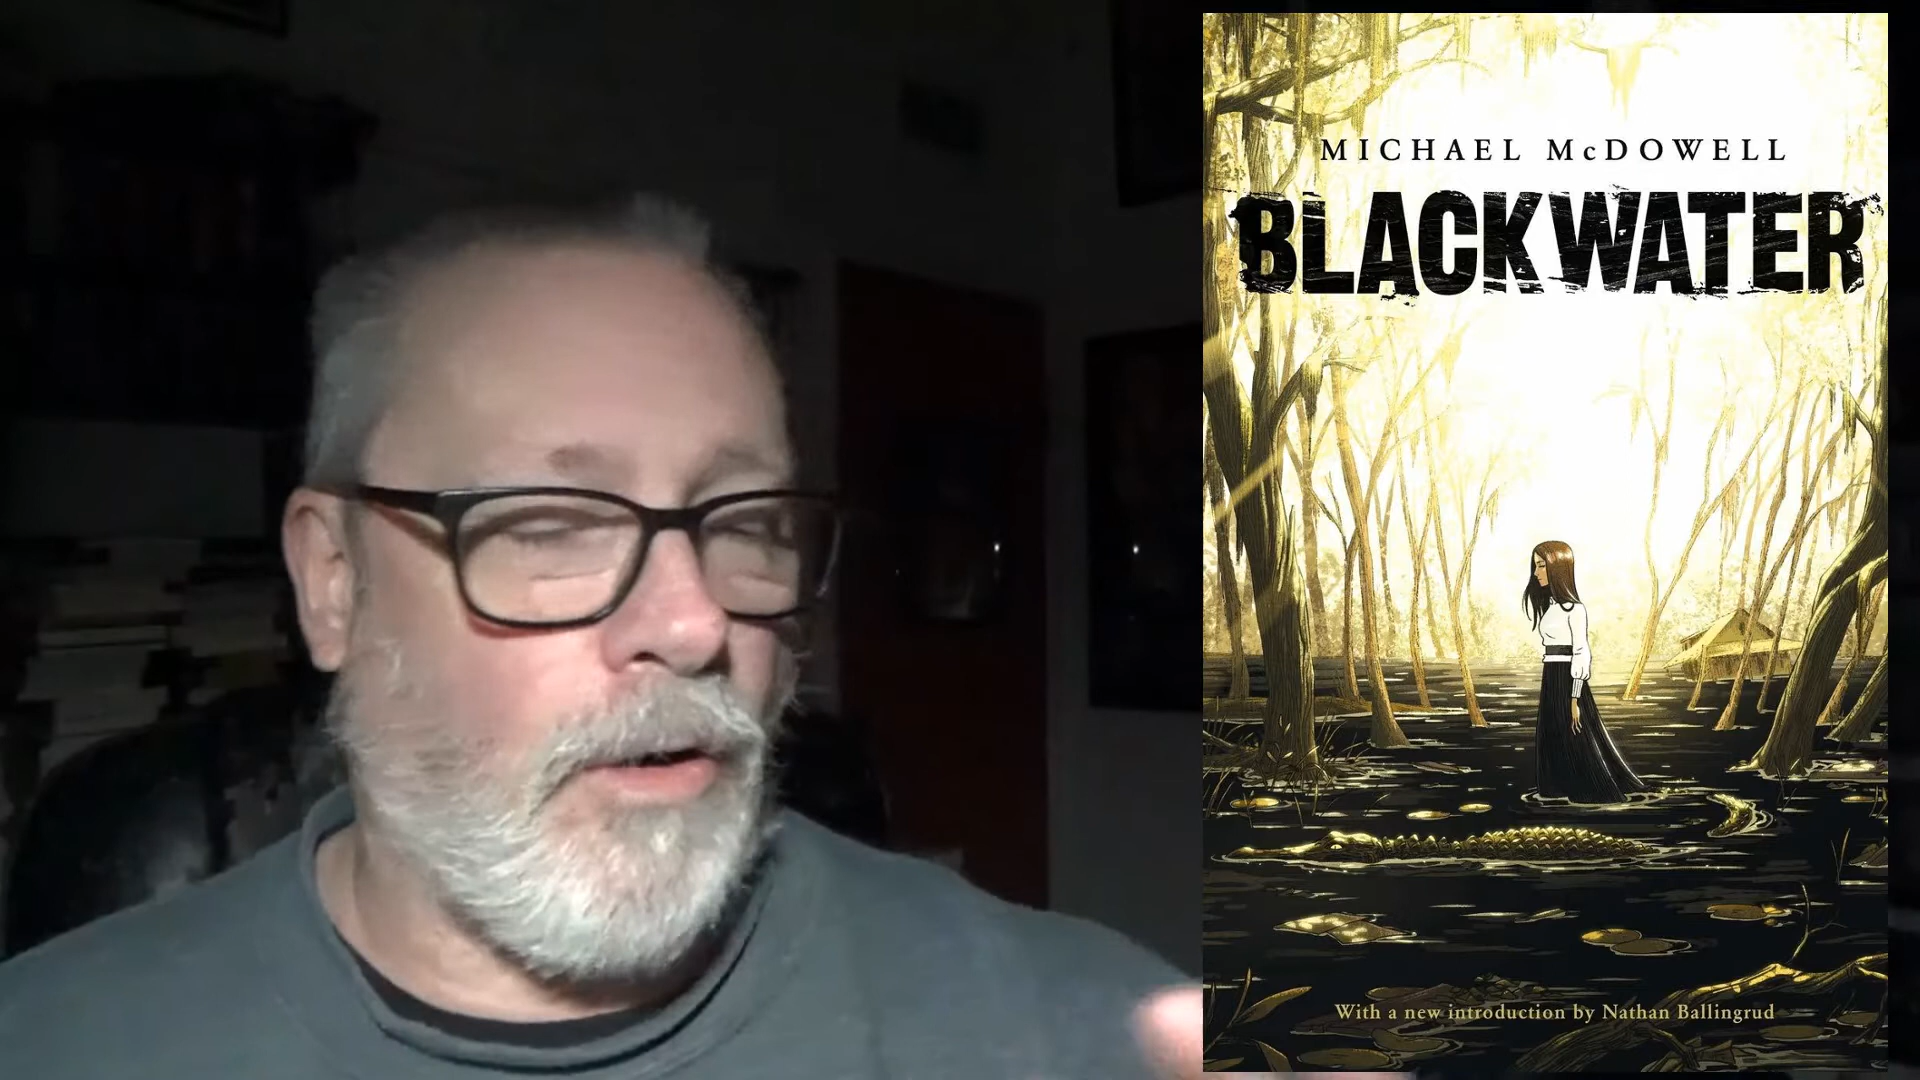 MICHAEL McDOWELL
BLACKWATER
With a new introduction by Nathan Ballingrud